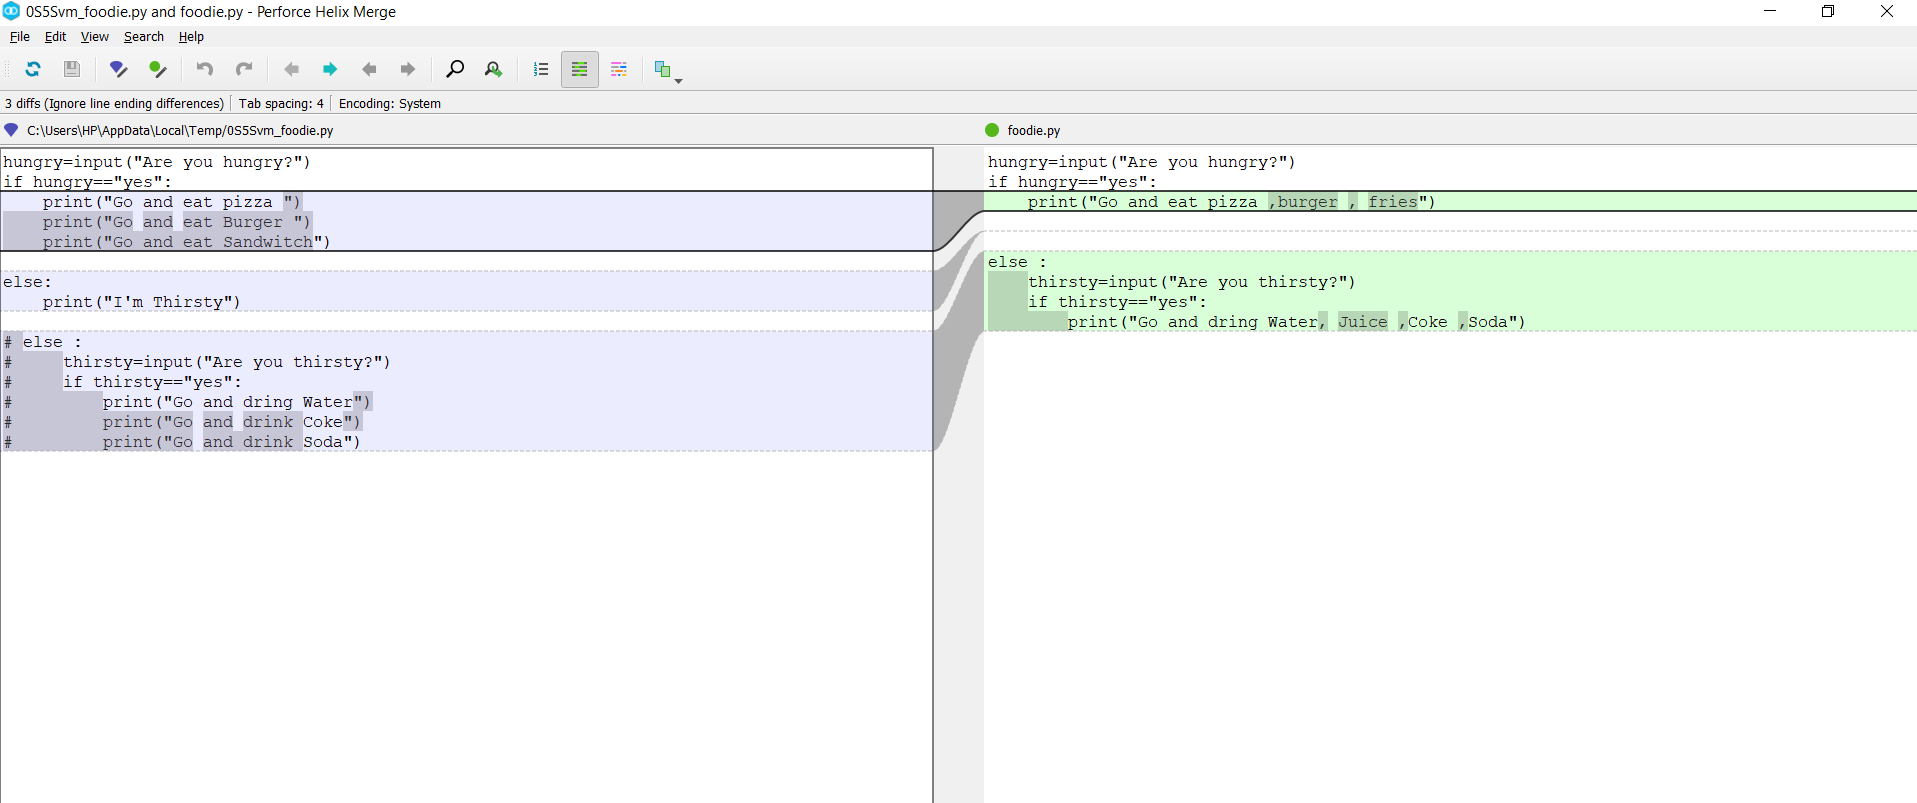 0S5Svm_foodie.py and foodie.py - Perforce Helix Merge
File Edit View Search Help
3 diffs (Ignore line ending differences) Tab spacing: 4 Encoding: System
C:\Users\HP\AppData\Local\Temp/0S5Svm_foodie.py
hungry=input("Are you hungry?")
if hungry=="yes":
    print("Go and eat pizza ")
    print("Go and eat Burger ")
    print("Go and eat Sandwitch")
else:
    print("I'm Thirsty")
# else :
#     thirsty=input("Are you thirsty?")
#     if thirsty=="yes":
#         print("Go and dring Water")
#         print("Go and drink Coke")
#         print("Go and drink Soda")
foodie.py
hungry=input("Are you hungry?")
if hungry=="yes":
    print("Go and eat pizza ,burger , fries")
else :
    thirsty=input("Are you thirsty?")
    if thirsty=="yes":
        print("Go and dring Water, Juice ,Coke ,Soda")